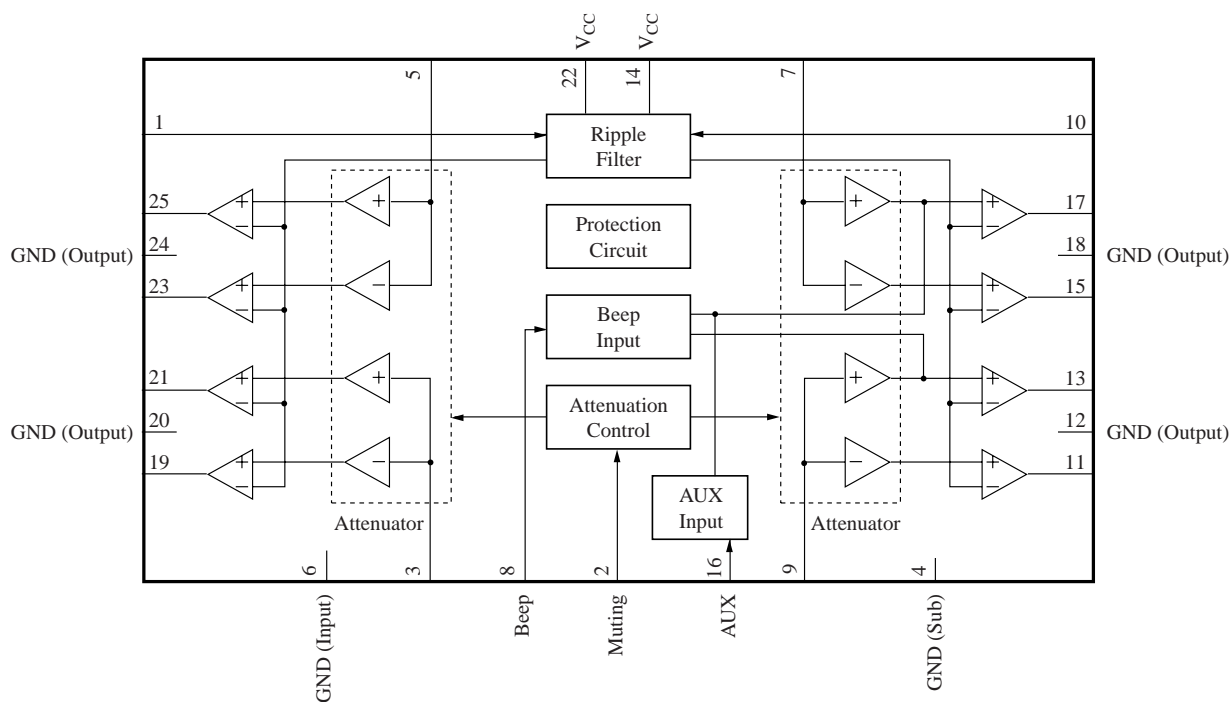 VCC
VCC
5
22
14
7
1
Ripple
Filter
10
25
+
−
+
+
+
−
17
GND (Output)
24
Protection
Circuit
18
GND (Output)
23
+
−
−
−
+
−
15
Beep
Input
21
+
−
+
+
+
−
13
GND (Output)
20
Attenuation
Control
12
GND (Output)
19
+
−
−
−
+
−
11
AUX
Input
Attenuator
Attenuator
6
3
8
2
16
9
4
GND (Input)
Beep
Muting
AUX
GND (Sub)